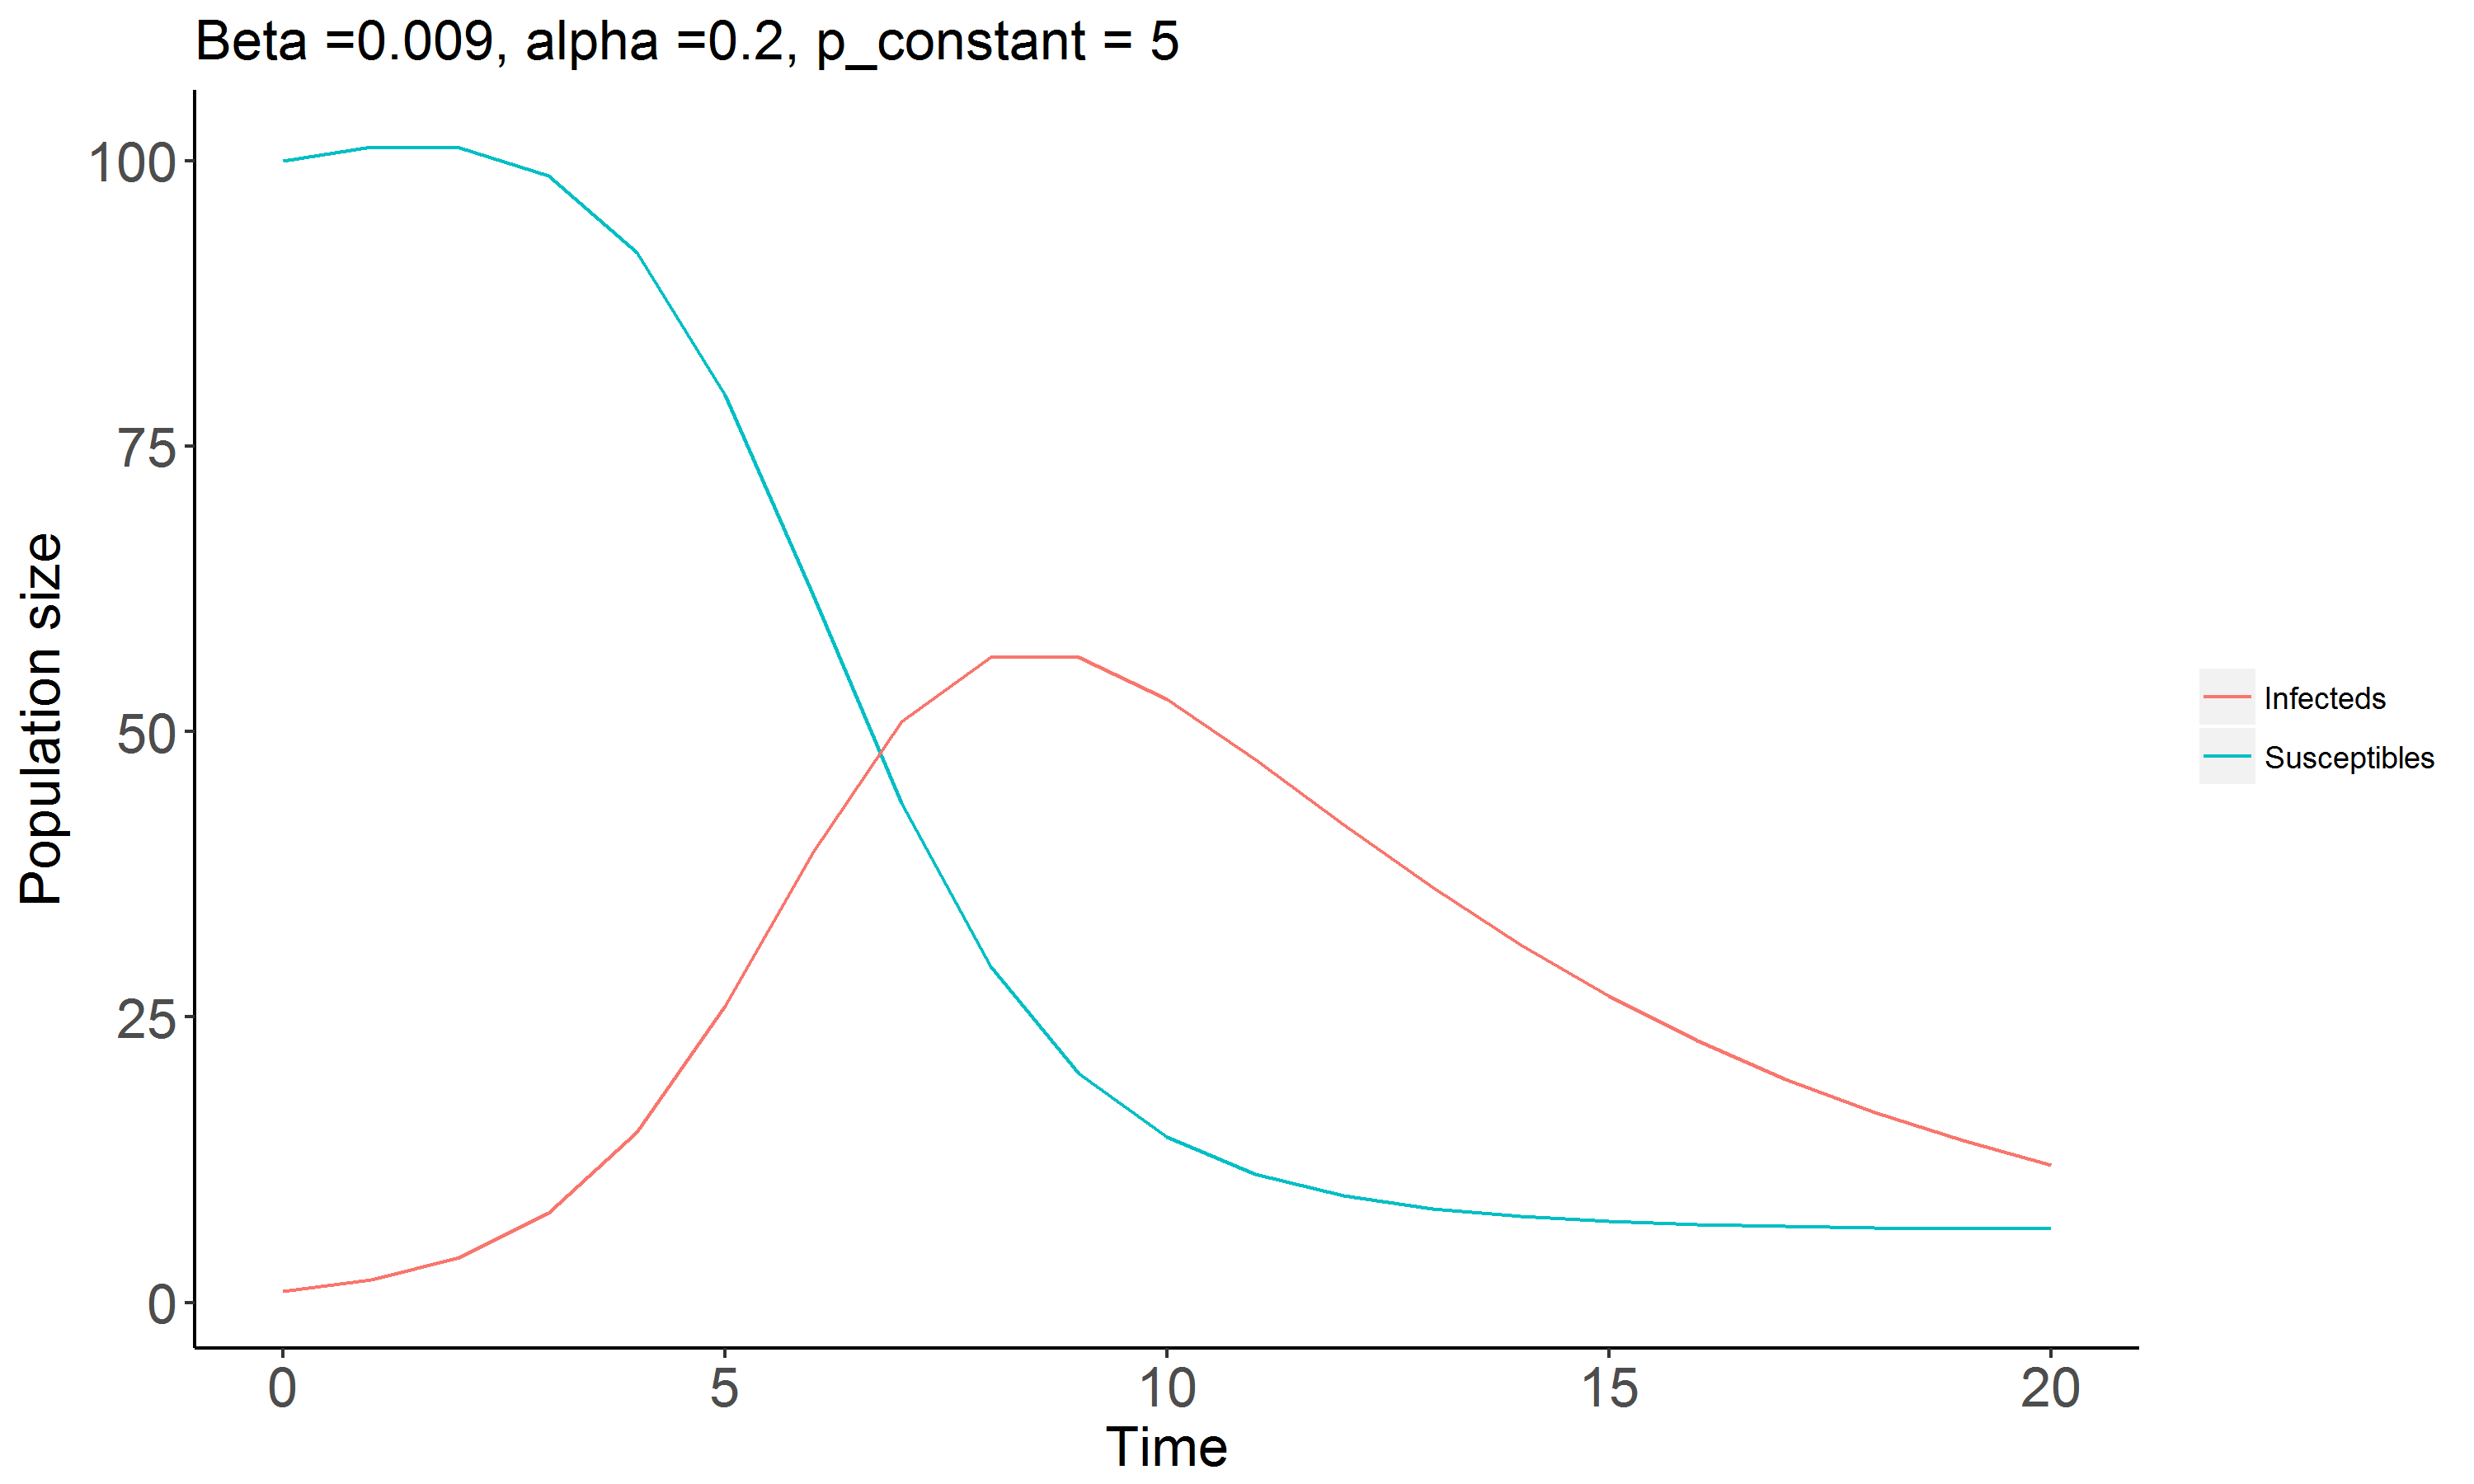 Beta =0.009, alpha =0.2, p_constant = 5
100
75
50
25
0
Population size
0 5 10 15 20
Time
Infecteds
Susceptibles